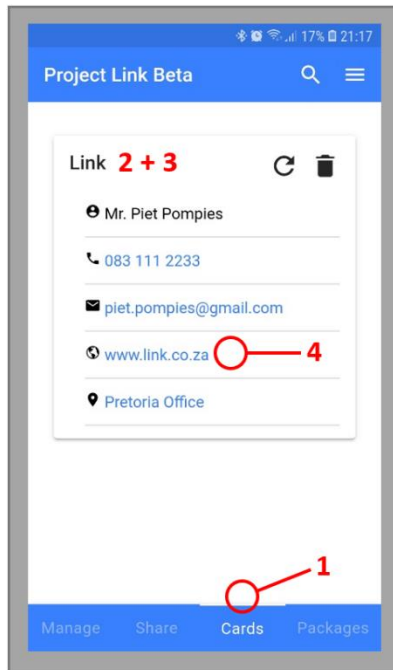 17% 21:17
Project Link Beta
Link 2 + 3
Mr. Piet Pompies
083 111 2233
piet.pompies@gmail.com
www.link.co.za 4
Pretoria Office
1
Manage Share Cards Packages